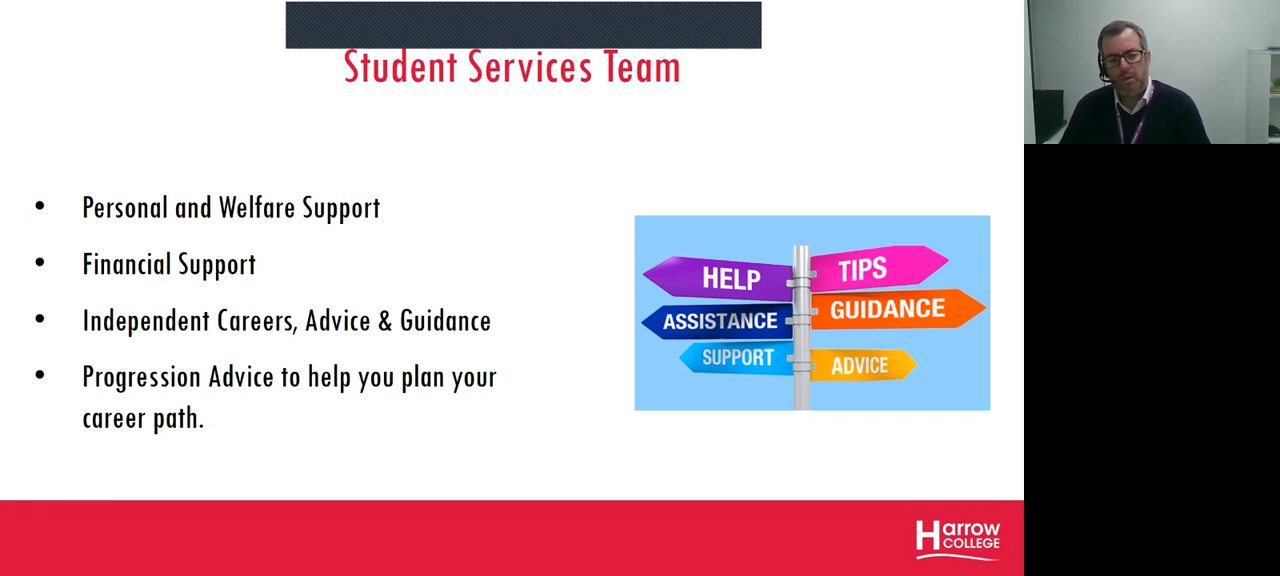 Student Services Team
• Personal and Welfare Support
• Financial Support
• Independent Careers, Advice & Guidance
• Progression Advice to help you plan your
career path.
HELP
TIPS
ASSISTANCE
GUIDANCE
SUPPORT
ADVICE
Harrow
COLLEGE